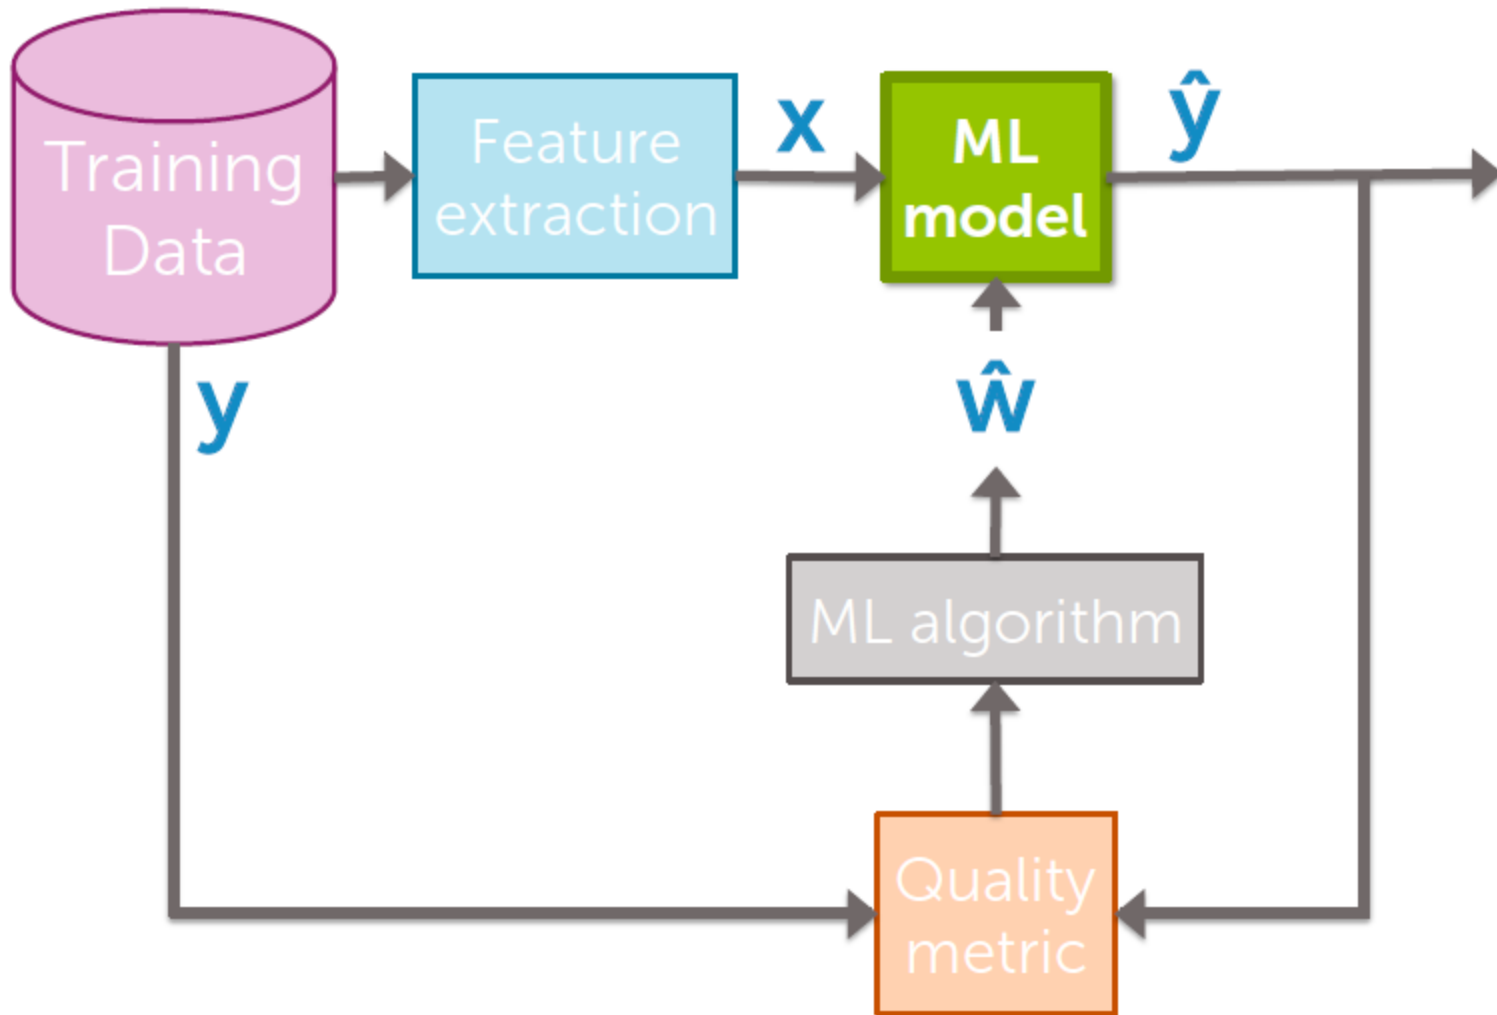 Training
Data
Feature
extraction
x
ML
model
ŷ
y
ŵ
ML algorithm
Quality
metric